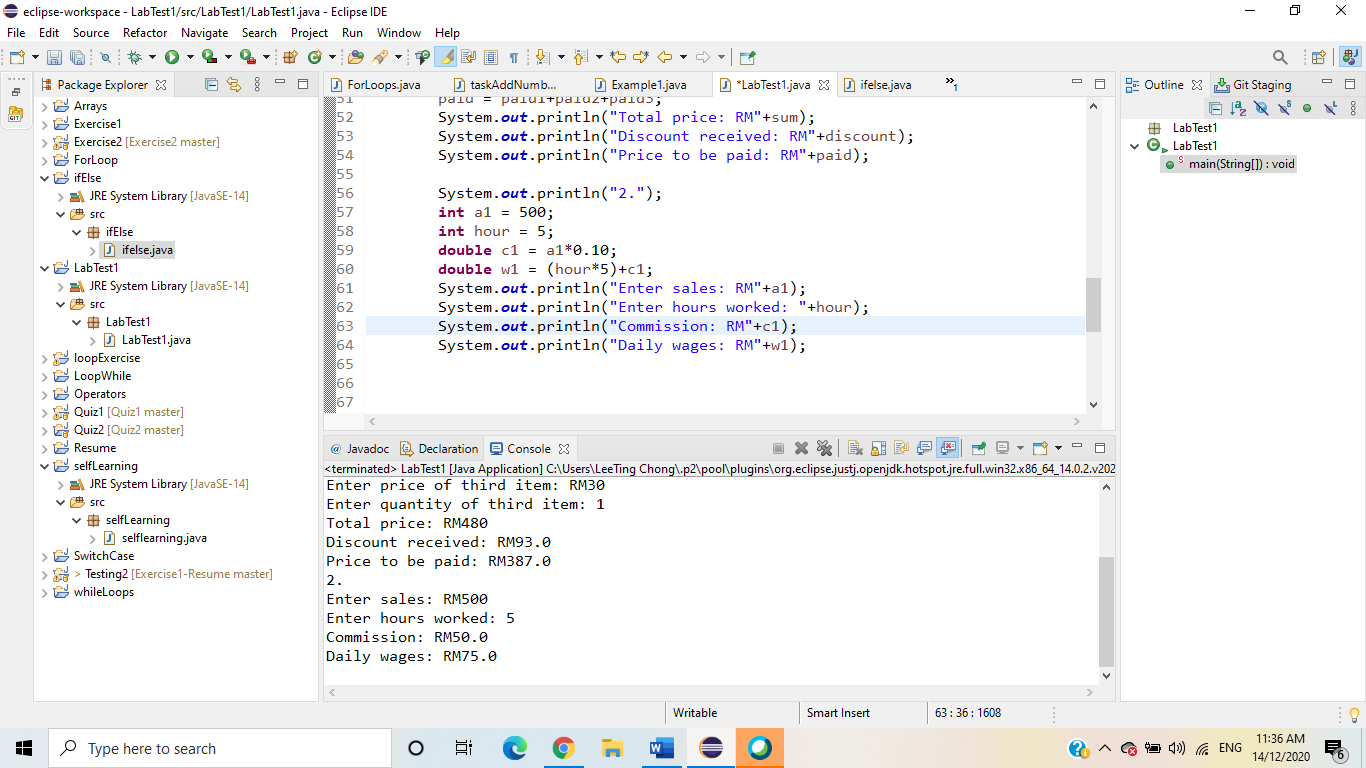 eclipse-workspace - LabTest1/src/LabTest1/LabTest1.java - Eclipse IDE
File Edit Source Refactor Navigate Search Project Run Window Help
Package Explorer
Arrays
Exercise1
Exercise2 [Exercise2 master]
ForLoop
ifElse
JRE System Library [JavaSE-14]
src
ifElse
ifelse.java
LabTest1
JRE System Library [JavaSE-14]
src
LabTest1
LabTest1.java
loopExercise
LoopWhile
Operators
Quiz1 [Quiz1 master]
Quiz2 [Quiz2 master]
Resume
selfLearning
JRE System Library [JavaSE-14]
src
selfLearning
selflearning.java
SwitchCase
> Testing2 [Exercise1-Resume master]
whileLoops
ForLoops.java taskAddNumb... Example1.java *LabTest1.java ifelse.java »1
51 paid = paid1+paid2+paid3;
52 System.out.println("Total price: RM"+sum);
53 System.out.println("Discount received: RM"+discount);
54 System.out.println("Price to be paid: RM"+paid);
55
56 System.out.println("2.");
57 int a1 = 500;
58 int hour = 5;
59 double c1 = a1*0.10;
60 double w1 = (hour*5)+c1;
61 System.out.println("Enter sales: RM"+a1);
62 System.out.println("Enter hours worked: "+hour);
63 System.out.println("Commission: RM"+c1);
64 System.out.println("Daily wages: RM"+w1);
65
66
67
@ Javadoc Declaration Console
<terminated> LabTest1 [Java Application] C:\Users\LeeTing Chong\.p2\pool\plugins\org.eclipse.justj.openjdk.hotspot.jre.full.win32.x86_64_14.0.2.v202
Enter price of third item: RM30
Enter quantity of third item: 1
Total price: RM480
Discount received: RM93.0
Price to be paid: RM387.0
2.
Enter sales: RM500
Enter hours worked: 5
Commission: RM50.0
Daily wages: RM75.0
Outline Git Staging
LabTest1
LabTest1
main(String[]) : void
Writable Smart Insert 63 : 36 : 1608
Type here to search
ENG
11:36 AM
14/12/2020
6